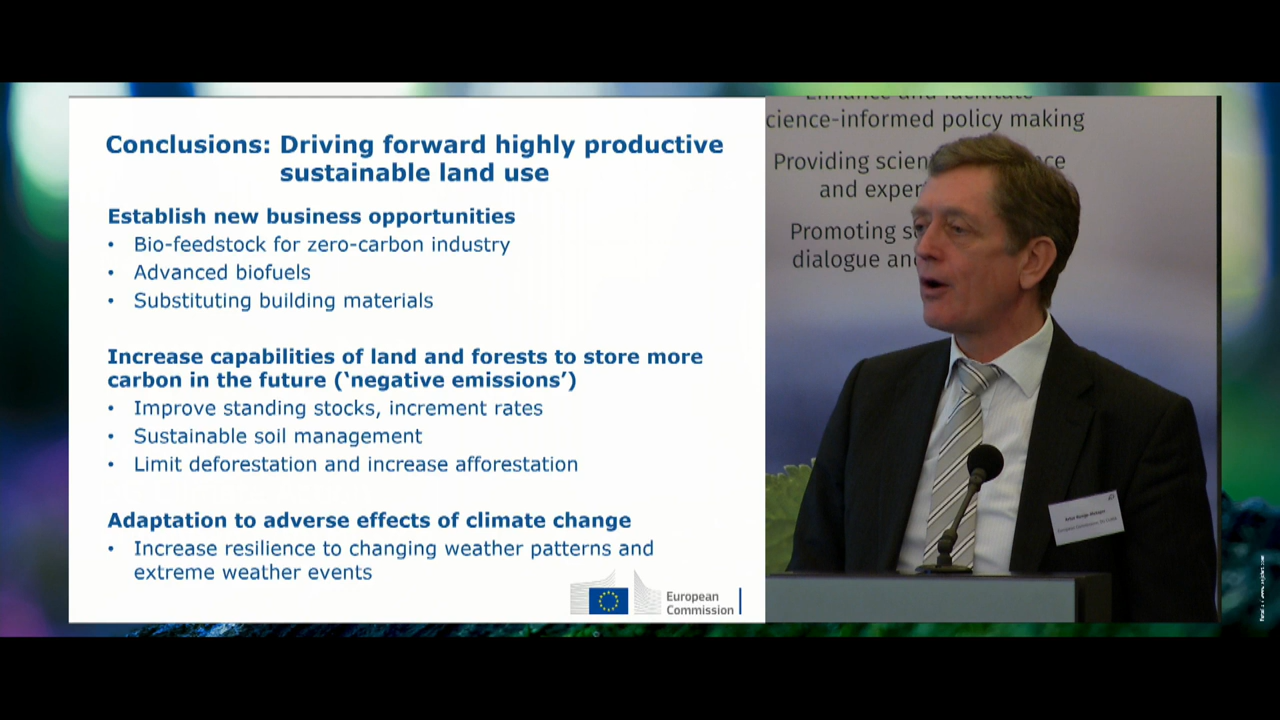 Conclusions: Driving forward highly productive
sustainable land use
Establish new business opportunities
• Bio-feedstock for zero-carbon industry
• Advanced biofuels
• Substituting building materials
Increase capabilities of land and forests to store more
carbon in the future (‘negative emissions’)
• Improve standing stocks, increment rates
• Sustainable soil management
• Limit deforestation and increase afforestation
Adaptation to adverse effects of climate change
• Increase resilience to changing weather patterns and
extreme weather events
European
Commission
Enhance and facilitate
cience-informed policy making
Providing scien ce
and exper
Promoting s
dialogue an